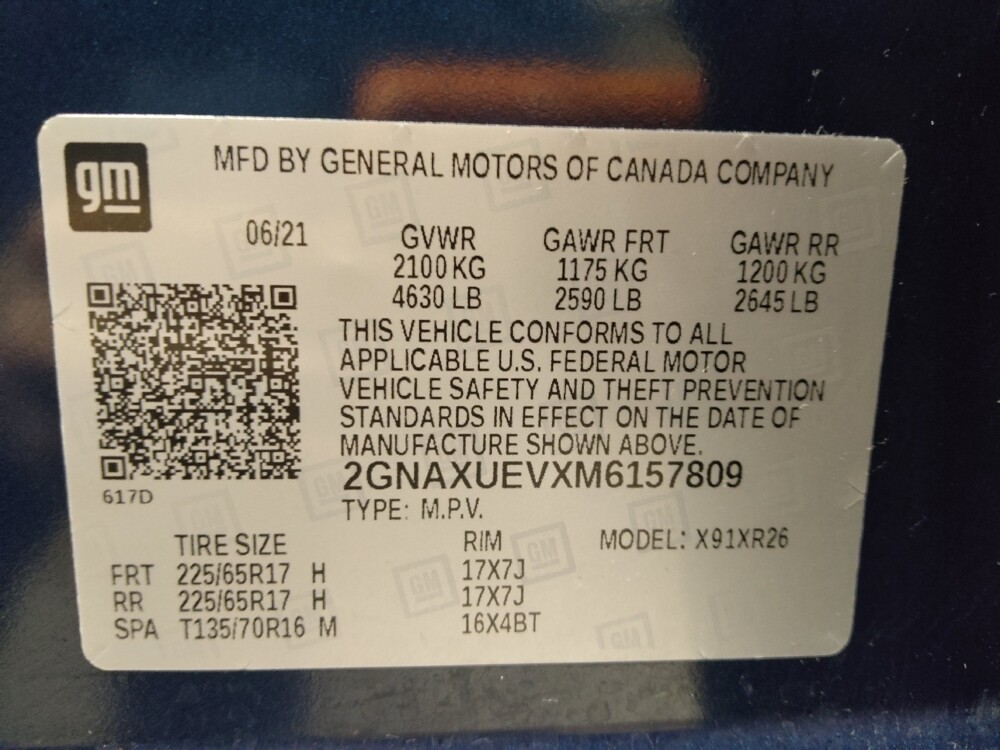 gm
MFD BY GENERAL MOTORS OF CANADA COMPANY
06/21 GVWR GAWR FRT GAWR RR
2100 KG 1175 KG 1200 KG
4630 LB 2590 LB 2645 LB
THIS VEHICLE CONFORMS TO ALL
APPLICABLE U.S. FEDERAL MOTOR
VEHICLE SAFETY AND THEFT PREVENTION
STANDARDS IN EFFECT ON THE DATE OF
MANUFACTURE SHOWN ABOVE.
2GNAXUEVXM6157809
617D
TYPE: M.P.V.
TIRE SIZE RIM MODEL: X91XR26
FRT 225/65R17 H 17X7J
RR 225/65R17 H 17X7J
SPA T135/70R16 M 16X4BT